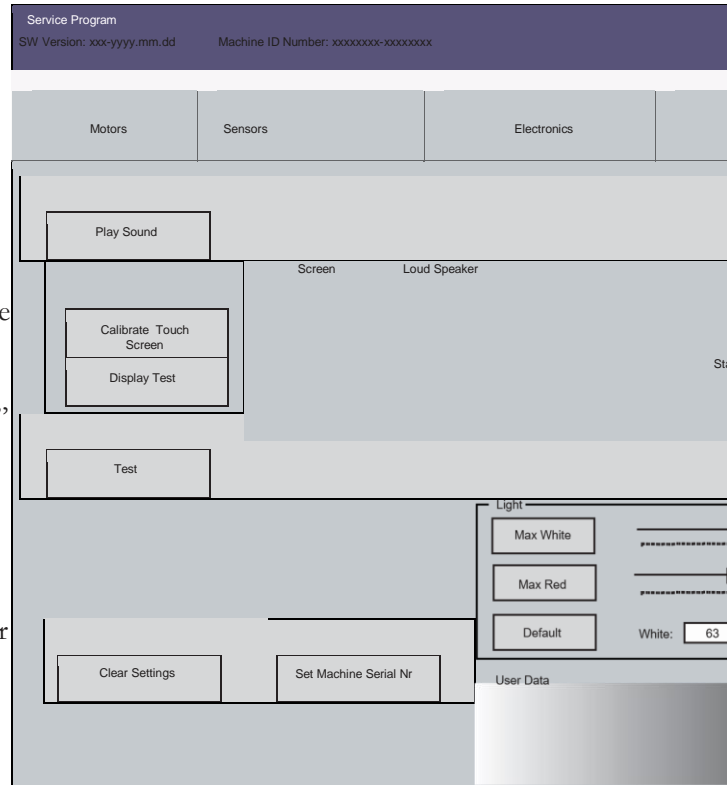 Service Program
SW Version: xxx-yyyy.mm.dd Machine ID Number: xxxxxxxx-xxxxxxxx
Motors Sensors Electronics
Play Sound
Screen Loud Speaker
Calibrate Touch
Screen
Display Test
Test
Light
Max White
Max Red
Default White: 63
Clear Settings Set Machine Serial Nr
User Data